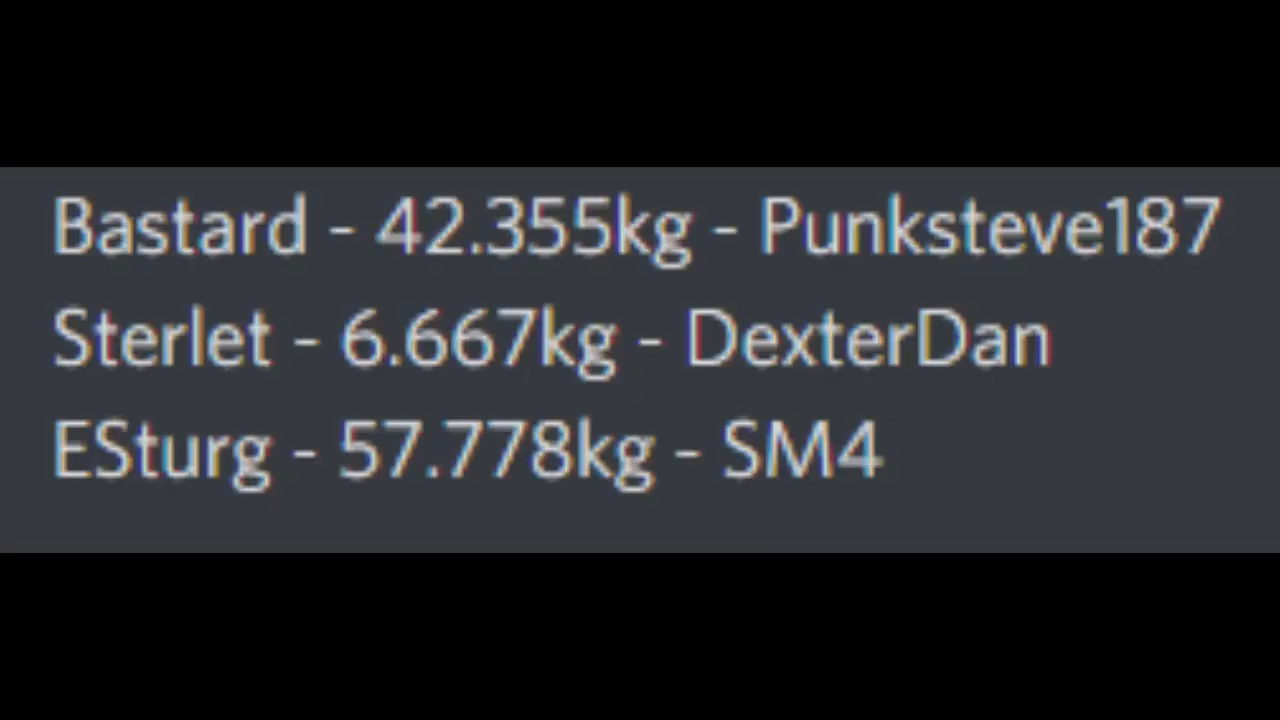 Bastard - 42.355kg - Punksteve187
Sterlet - 6.667kg - DexterDan
ESturg - 57.778kg - SM4